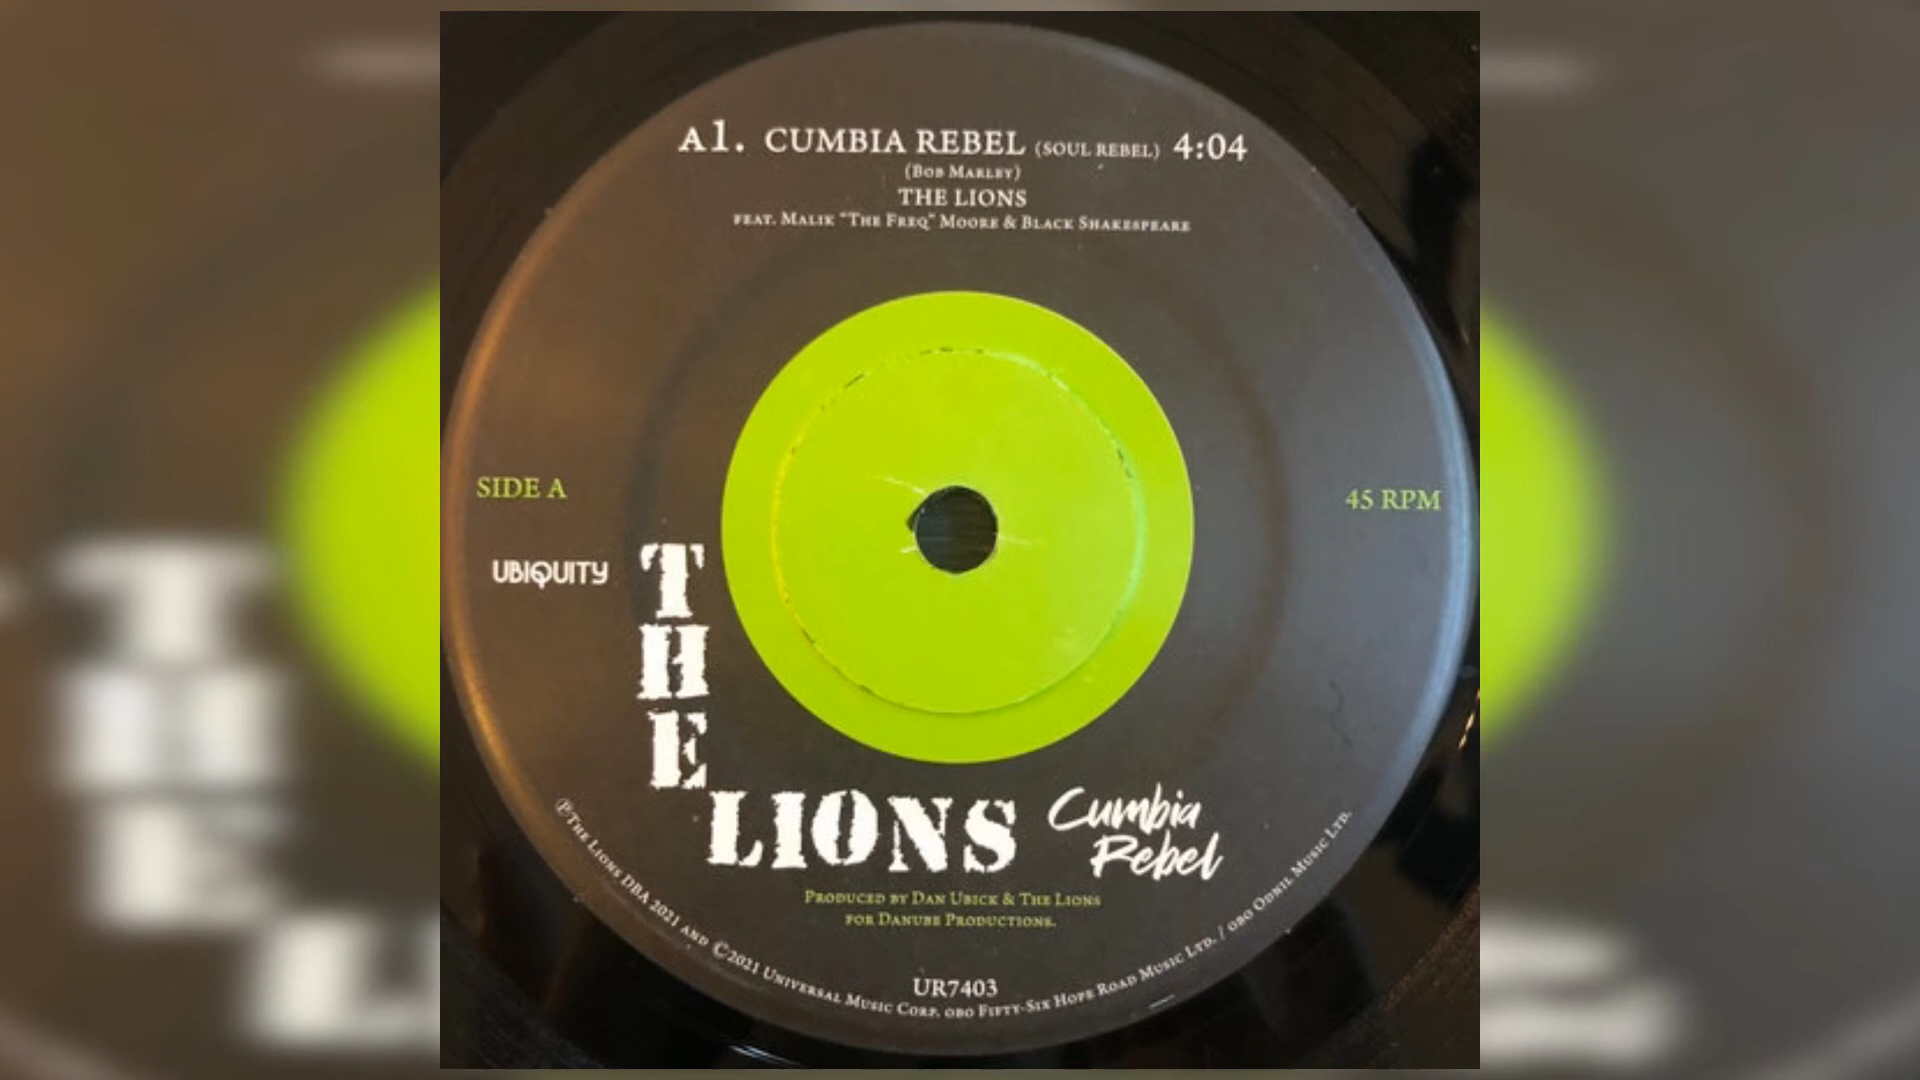 A1. CUMBIA REBEL (SOUL REBEL) 4:04
(BOB MARLEY)
THE LIONS
FEAT. MALIK "THE FREQ" MOORE & BLACK SHAKESPEARE
SIDE A
45 RPM
UBIQUITY
THE
LIONS
Cumbia
Rebel
PRODUCED BY DAN UBICK & THE LIONS
FOR DANUBE PRODUCTIONS.
UR7403
℗ THE LIONS DBA 2021 AND ©2021 UNIVERSAL MUSIC CORP. OBO FIFTY-SIX HOPE ROAD MUSIC LTD. / OBO ODNIL MUSIC LTD.